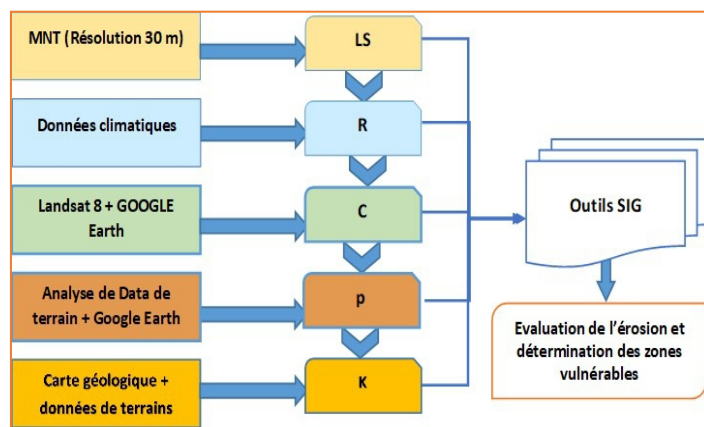 MNT (Résolution 30 m)
LS
Données climatiques
R
Landsat 8 + GOOGLE
Earth
C
Outils SIG
Analyse de Data de
terrain + Google Earth
p
Evaluation de l'érosion et
détermination des zones
vulnérables
Carte géologique +
données de terrains
K